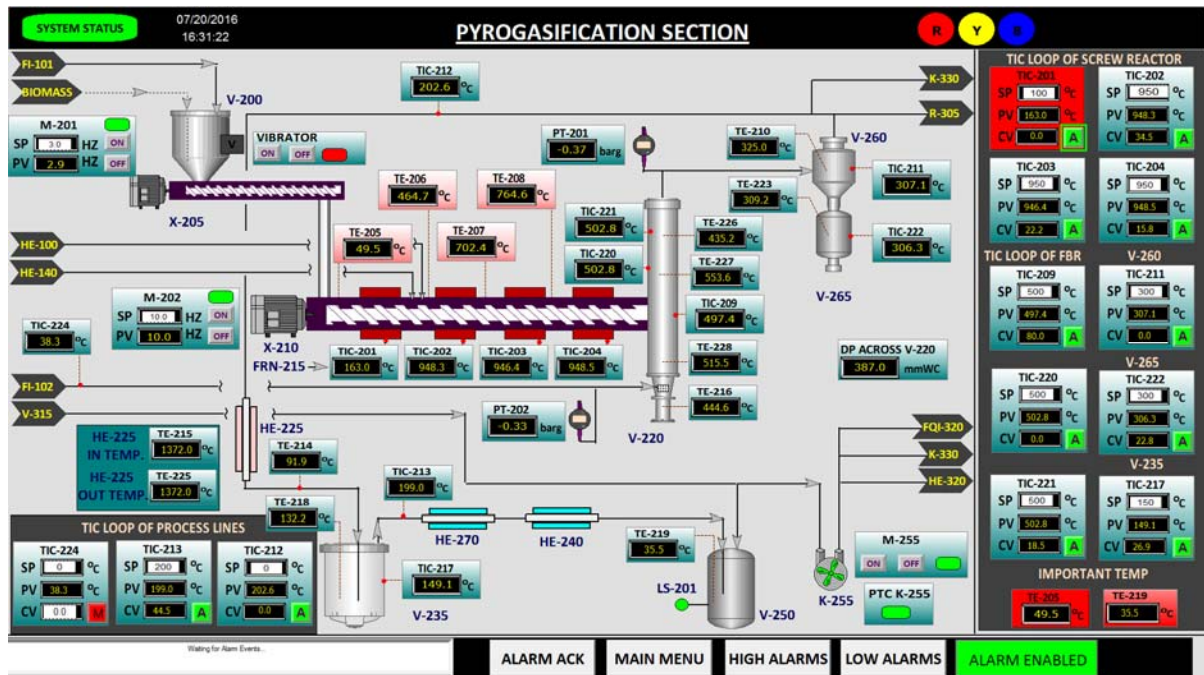 SYSTEM STATUS
07/20/2016
16:31:22
PYROGASIFICATION SECTION
R Y B
FI-101
BIOMASS
V-200
M-201
SP 3.0 HZ ON
PV 2.9 HZ OFF
V
VIBRATOR
ON OFF
X-205
TIC-212
202.6 °C
PT-201
-0.37 barg
TE-210
325.0 °C
V-260
K-330
R-305
TE-223
309.2 °C
TIC-211
307.1 °C
TIC-222
306.3 °C
V-265
TE-206
464.7 °C
TE-208
764.6 °C
TE-205
49.5 °C
TE-207
702.4 °C
TIC-221
502.8 °C
TIC-220
502.8 °C
TE-226
435.2 °C
TE-227
553.6 °C
TIC-209
497.4 °C
TE-228
515.5 °C
TE-216
444.6 °C
HE-100
HE-140
M-202
SP 10.0 HZ ON
PV 10.0 HZ OFF
TIC-224
38.3 °C
X-210
FRN-215
TIC-201
163.0 °C
TIC-202
948.3 °C
TIC-203
946.4 °C
TIC-204
948.5 °C
DP ACROSS V-220
387.0 mmWC
FI-102
V-315
HE-225
PT-202
-0.33 barg
V-220
FQI-320
K-330
HE-320
HE-225
IN TEMP.
TE-215
1372.0 °C
HE-225
OUT TEMP.
TE-225
1372.0 °C
TE-214
91.9 °C
TE-218
132.2 °C
TIC-213
199.0 °C
HE-270
HE-240
TIC-217
149.1 °C
V-235
TE-219
35.5 °C
LS-201
V-250
K-255
M-255
ON OFF
PTC K-255
TIC LOOP OF PROCESS LINES
TIC-224
SP 0 °C
PV 38.3 °C
CV 0.0 M
TIC-213
SP 200 °C
PV 199.0 °C
CV 44.5 A
TIC-212
SP 0 °C
PV 202.6 °C
CV 0.0 A
TIC LOOP OF SCREW REACTOR
TIC-201
SP 100 °C
PV 163.0 °C
CV 0.0 A
TIC-202
SP 950 °C
PV 948.3 °C
CV 34.5 A
TIC-203
SP 950 °C
PV 946.4 °C
CV 22.2 A
TIC-204
SP 950 °C
PV 948.5 °C
CV 15.8 A
TIC LOOP OF FBR
TIC-209
SP 500 °C
PV 497.4 °C
CV 80.0 A
V-260
TIC-211
SP 300 °C
PV 307.1 °C
CV 0.0 A
TIC-220
SP 500 °C
PV 502.8 °C
CV 0.0 A
V-265
TIC-222
SP 300 °C
PV 306.3 °C
CV 22.8 A
TIC-221
SP 500 °C
PV 502.8 °C
CV 18.5 A
V-235
TIC-217
SP 150 °C
PV 149.1 °C
CV 26.9 A
IMPORTANT TEMP
TE-205
49.5 °C
TE-219
35.5 °C
Waiting for Alarm Events...
ALARM ACK
MAIN MENU
HIGH ALARMS
LOW ALARMS
ALARM ENABLED